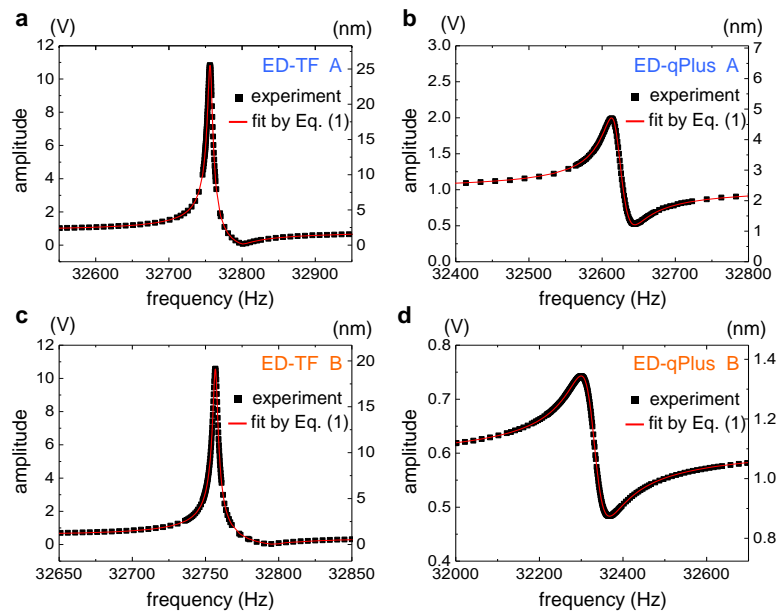 a (V) (nm)
ED-TF A
experiment
fit by Eq. (1)
amplitude
12
10
8
6
4
2
0
25
20
15
10
5
0
32600 32700 32800 32900
frequency (Hz)
b (V) (nm)
ED-qPlus A
experiment
fit by Eq. (1)
amplitude
3.0
2.5
2.0
1.5
1.0
0.5
0.0
7
6
5
4
3
2
1
0
32400 32500 32600 32700 32800
frequency (Hz)
c (V) (nm)
ED-TF B
experiment
fit by Eq. (1)
amplitude
12
10
8
6
4
2
0
20
15
10
5
0
32650 32700 32750 32800 32850
frequency (Hz)
d (V) (nm)
ED-qPlus B
experiment
fit by Eq. (1)
amplitude
0.8
0.7
0.6
0.5
0.4
1.4
1.2
1.0
0.8
32000 32200 32400 32600
frequency (Hz)